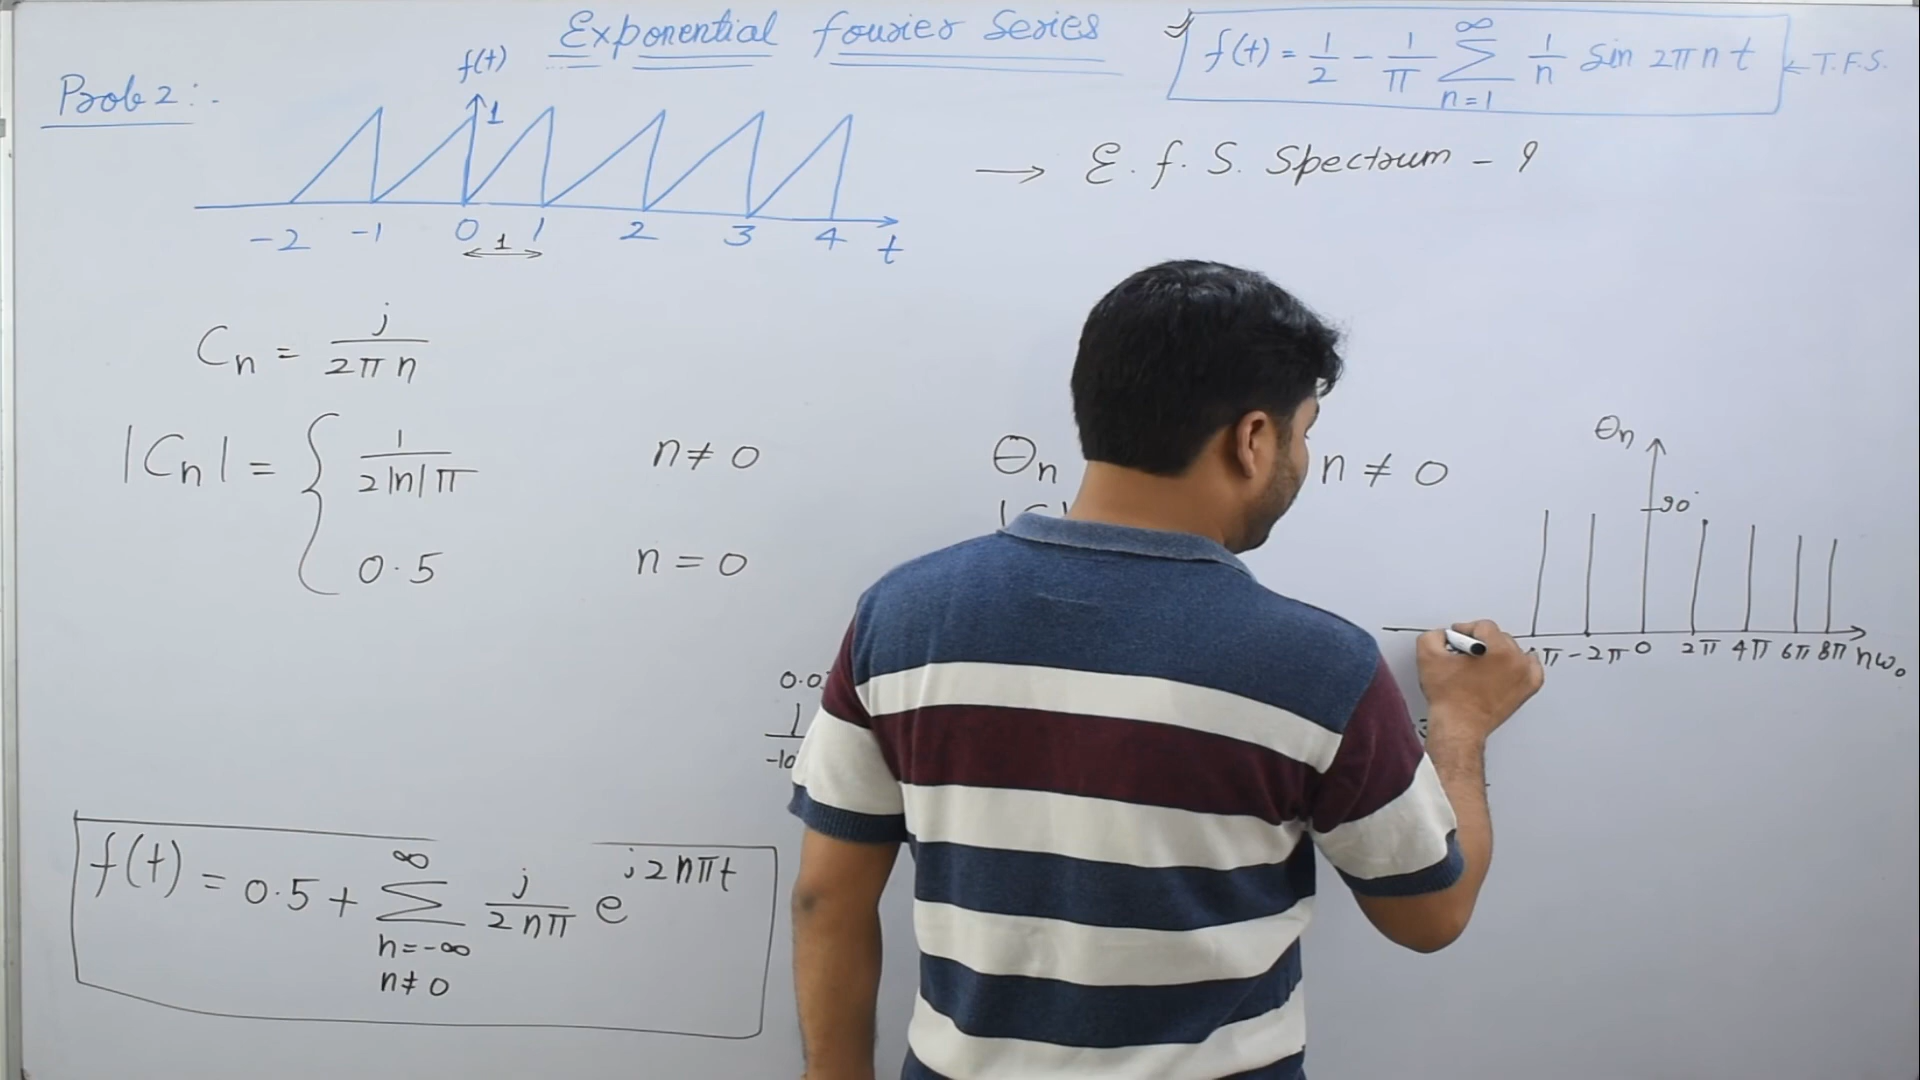 Exponential fourier Series
f(t) = 1/2 - 1/π ∑_{n=1}^{∞} 1/n Sin 2πnt ← T.F.S.
Prob 2:-
f(t)
1
-2 -1 0 1 2 3 4 t
1
→ E.f.S. Spectrum - ?
Cn = j/2πn
|Cn| = { 1/2|n|π n≠0
0.5 n=0
θn n≠0
θn
90°
-2π 0 2π 4π 6π 8π nω₀
f(t) = 0.5 + ∑_{n=-∞, n≠0}^{∞} j/2nπ e^{j2nπt}